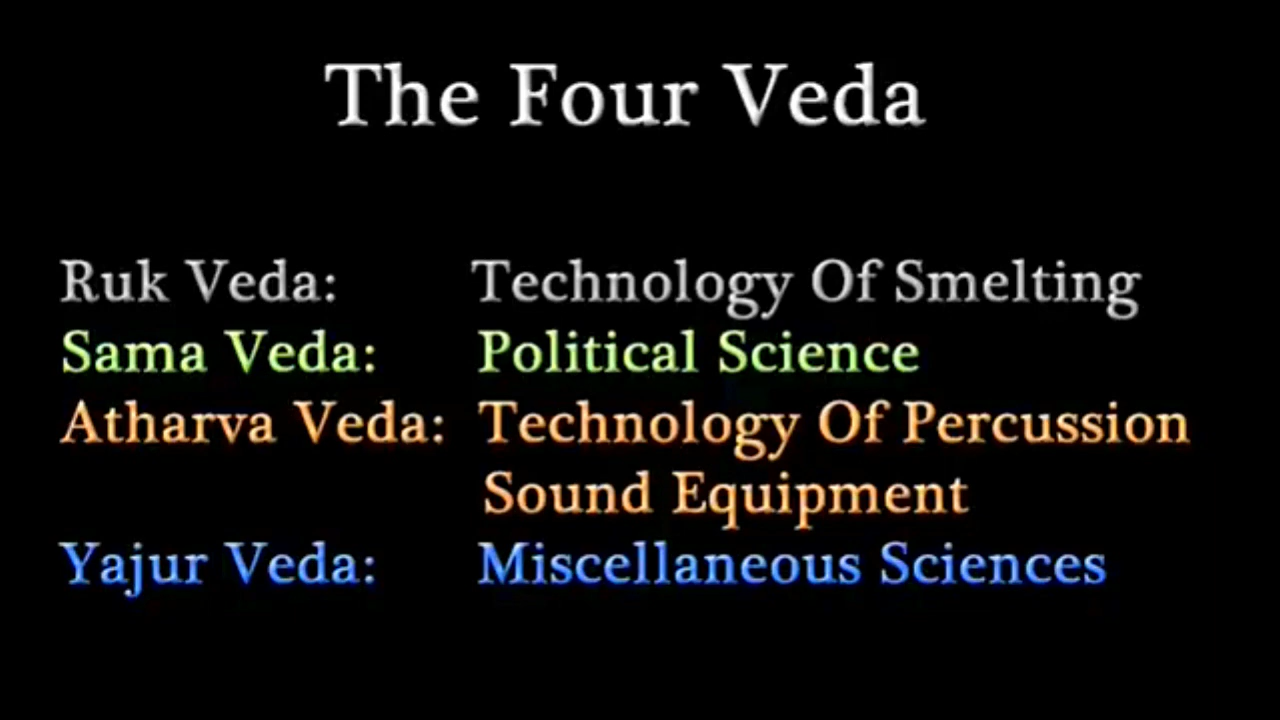 The Four Veda
Ruk Veda: Technology Of Smelting
Sama Veda: Political Science
Atharva Veda: Technology Of Percussion
Sound Equipment
Yajur Veda: Miscellaneous Sciences